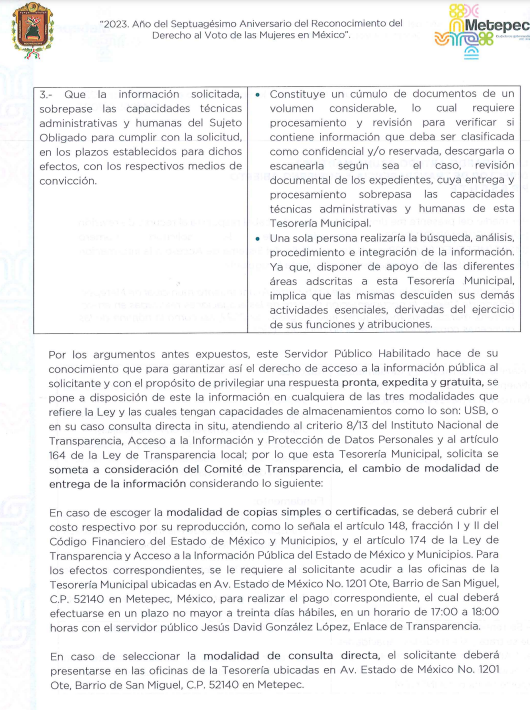 "2023. Año del Septuagésimo Aniversario del Reconocimiento del
Derecho al Voto de las Mujeres en México".
Metepec
3.- Que la información solicitada,
sobrepase las capacidades técnicas
administrativas y humanas del Sujeto
Obligado para cumplir con la solicitud,
en los plazos establecidos para dichos
efectos, con los respectivos medios de
convicción.
• Constituye un cúmulo de documentos de un
volumen considerable, lo cual requiere
procesamiento y revisión para verificar si
contiene información que deba ser clasificada
como confidencial y/o reservada, descargarla o
escanearla según sea el caso, revisión
documental de los expedientes, cuya entrega y
procesamiento sobrepasa las capacidades
técnicas administrativas y humanas de esta
Tesorería Municipal.
• Una sola persona realizaría la búsqueda, análisis,
procedimiento e integración de la información.
Ya que, disponer de apoyo de las diferentes
áreas adscritas a esta Tesorería Municipal,
implica que las mismas descuiden sus demás
actividades esenciales, derivadas del ejercicio
de sus funciones y atribuciones.
Por los argumentos antes expuestos, este Servidor Público Habilitado hace de su
conocimiento que para garantizar así el derecho de acceso a la información pública al
solicitante y con el propósito de privilegiar una respuesta pronta, expedita y gratuita, se
pone a disposición de este la información en cualquiera de las tres modalidades que
refiere la Ley y las cuales tengan capacidades de almacenamientos como lo son: USB, o
en su caso consulta directa in situ, atendiendo al criterio 8/13 del Instituto Nacional de
Transparencia, Acceso a la Información y Protección de Datos Personales y al artículo
164 de la Ley de Transparencia local; por lo que esta Tesorería Municipal, solicita se
someta a consideración del Comité de Transparencia, el cambio de modalidad de
entrega de la información considerando lo siguiente:
En caso de escoger la modalidad de copias simples o certificadas, se deberá cubrir el
costo respectivo por su reproducción, como lo señala el artículo 148, fracción I y II del
Código Financiero del Estado de México y Municipios, y el artículo 174 de la Ley de
Transparencia y Acceso a la Información Pública del Estado de México y Municipios. Para
los efectos correspondientes, se le requiere al solicitante acudir a las oficinas de la
Tesorería Municipal ubicadas en Av. Estado de México No. 1201 Ote, Barrio de San Miguel,
C.P. 52140 en Metepec, México, para realizar el pago correspondiente, el cual deberá
efectuarse en un plazo no mayor a treinta días hábiles, en un horario de 17:00 a 18:00
horas con el servidor público Jesús David González López, Enlace de Transparencia.
En caso de seleccionar la modalidad de consulta directa, el solicitante deberá
presentarse en las oficinas de la Tesorería ubicadas en Av. Estado de México No. 1201
Ote, Barrio de San Miguel, C.P. 52140 en Metepec.